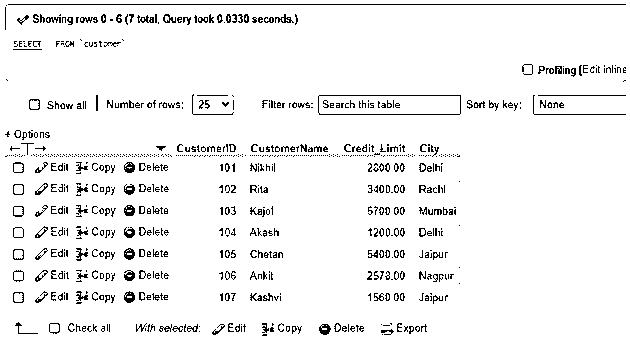 Showing rows 0 - 6 (7 total, Query took 0.0330 seconds.)
SELECT FROM `customer`
Profiling [Edit inline
Show all | Number of rows: 25 Filter rows: Search this table Sort by key: None
+ Options
←T→ CustomerID CustomerName Credit_Limit City
Edit Copy Delete 101 Nikhil 2800.00 Delhi
Edit Copy Delete 102 Rita 3400.00 Rachi
Edit Copy Delete 103 Kajol 5700.00 Mumbai
Edit Copy Delete 104 Akash 1200.00 Delhi
Edit Copy Delete 105 Chetan 5400.00 Jaipur
Edit Copy Delete 106 Ankit 2578.00 Nagpur
Edit Copy Delete 107 Kashvi 1560.00 Jaipur
Check all With selected: Edit Copy Delete Export